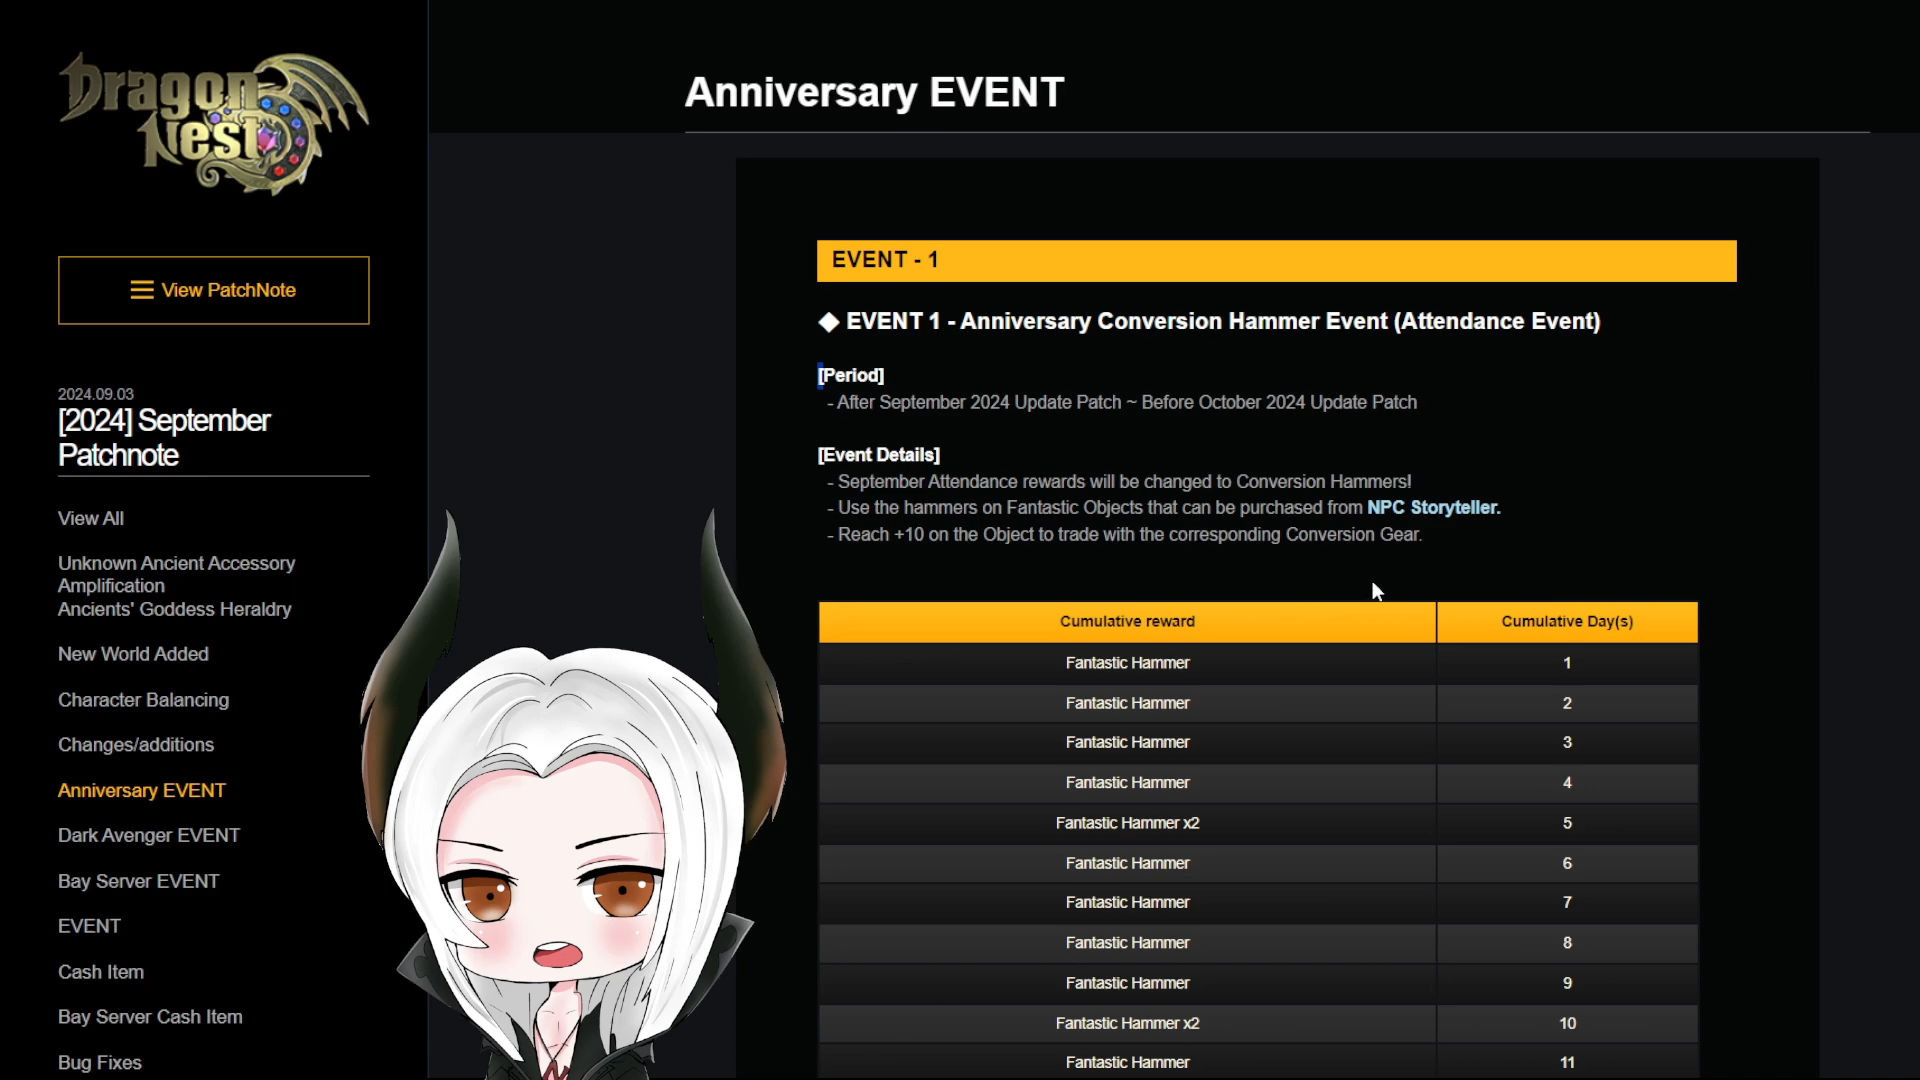 Dragon
Nest
View PatchNote
2024.09.03
[2024] September
Patchnote
View All
Unknown Ancient Accessory
Amplification
Ancients' Goddess Heraldry
New World Added
Character Balancing
Changes/additions
Anniversary EVENT
Dark Avenger EVENT
Bay Server EVENT
EVENT
Cash Item
Bay Server Cash Item
Bug Fixes
Anniversary EVENT
EVENT - 1
◆ EVENT 1 - Anniversary Conversion Hammer Event (Attendance Event)
[Period]
- After September 2024 Update Patch ~ Before October 2024 Update Patch
[Event Details]
- September Attendance rewards will be changed to Conversion Hammers!
- Use the hammers on Fantastic Objects that can be purchased from NPC Storyteller.
- Reach +10 on the Object to trade with the corresponding Conversion Gear.
Cumulative reward Cumulative Day(s)
Fantastic Hammer 1
Fantastic Hammer 2
Fantastic Hammer 3
Fantastic Hammer 4
Fantastic Hammer x2 5
Fantastic Hammer 6
Fantastic Hammer 7
Fantastic Hammer 8
Fantastic Hammer 9
Fantastic Hammer x2 10
Fantastic Hammer 11